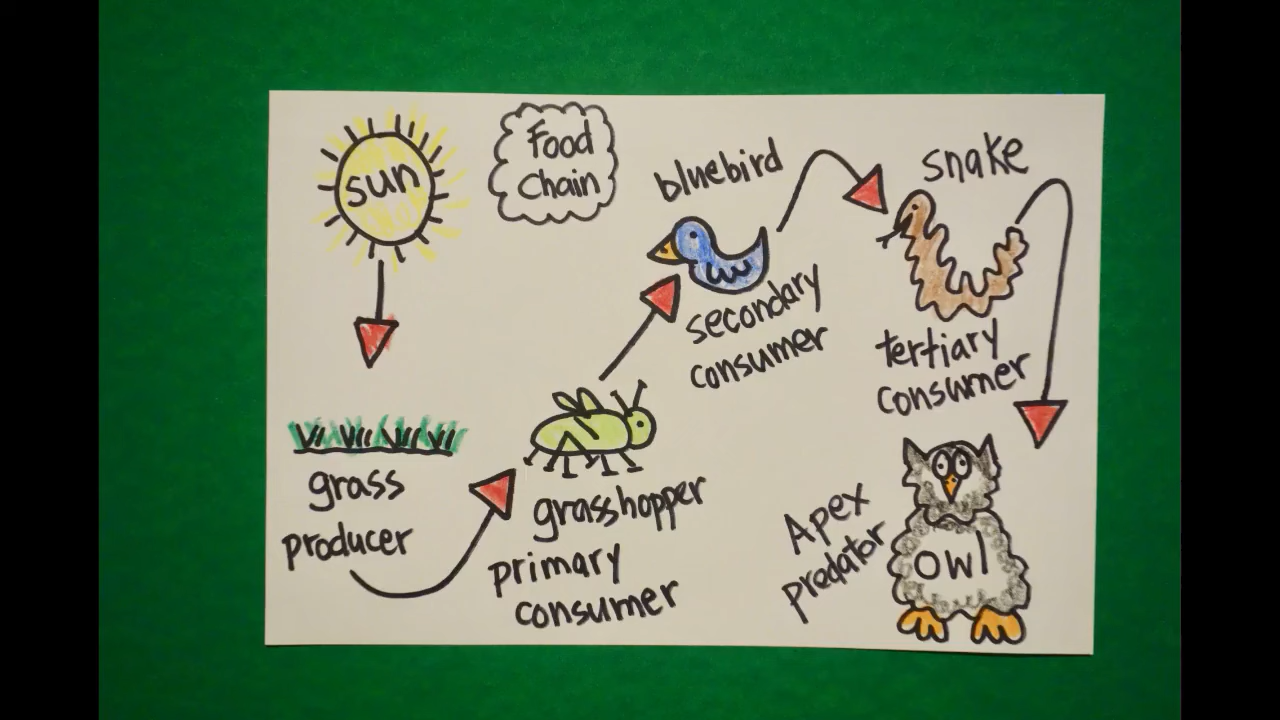 sun
Food
Chain
bluebird
snake
secondary
consumer
tertiary
consumer
grass
producer
grasshopper
primary
consumer
Apex
predator
owl